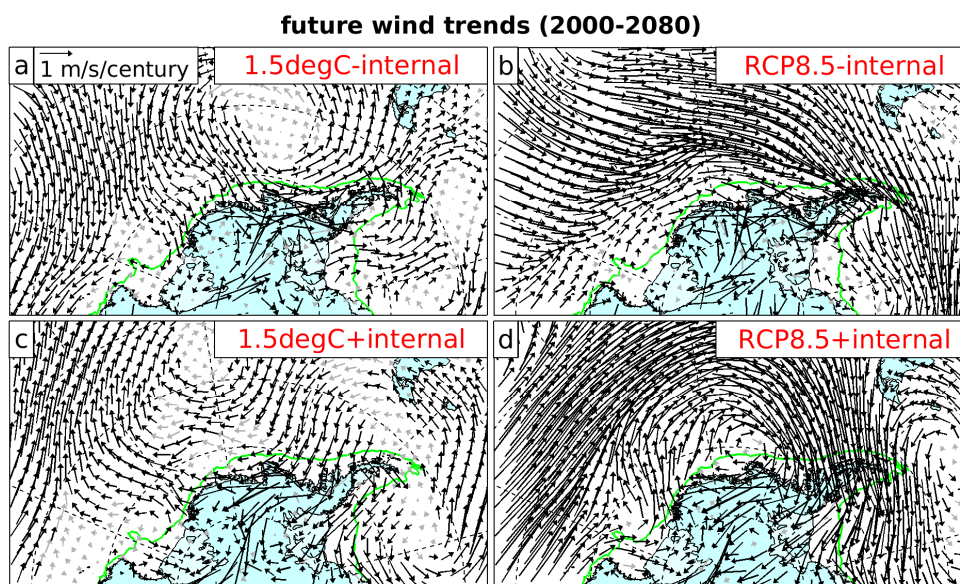 future wind trends (2000-2080)
a
1 m/s/century
1.5degC-internal
b
RCP8.5-internal
c
1.5degC+internal
d
RCP8.5+internal